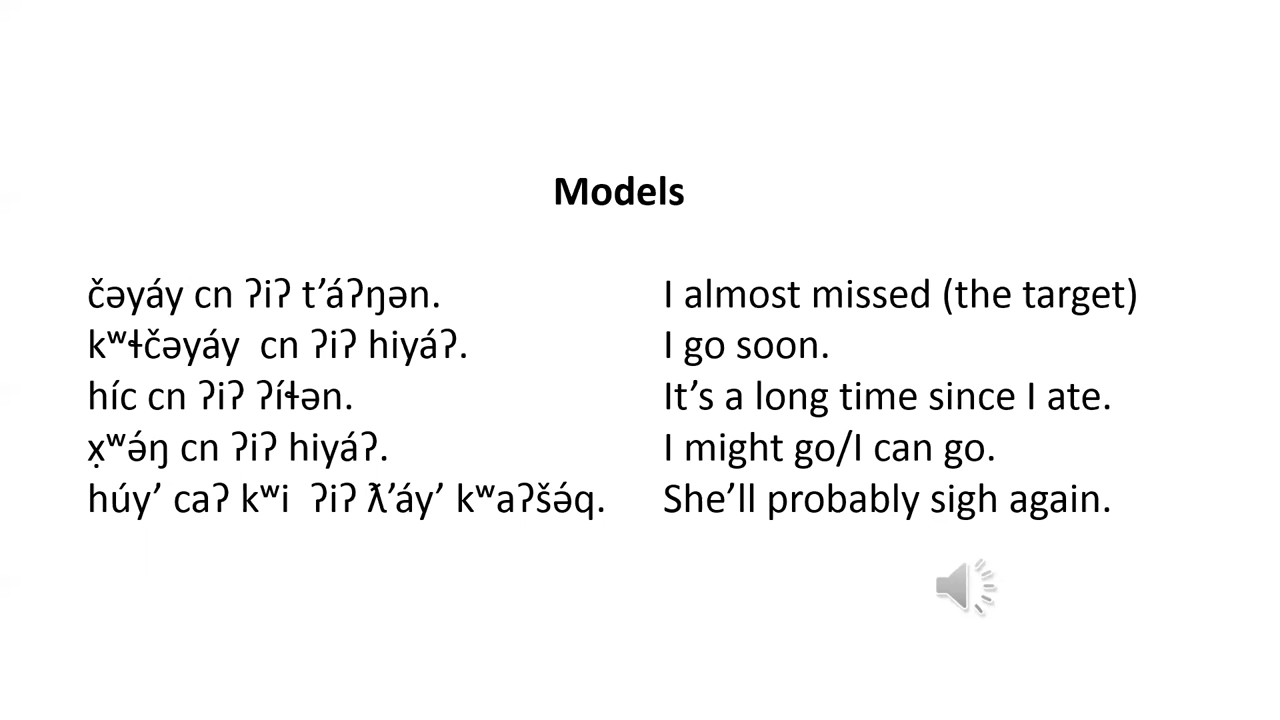 Models
čəyáy cn ʔiʔ t’áʔŋən. I almost missed (the target)
kʷɬčəyáy  cn ʔiʔ hiyáʔ. I go soon.
híc cn ʔiʔ ʔíɬən. It’s a long time since I ate.
x̣ʷə́ŋ cn ʔiʔ hiyáʔ. I might go/I can go.
húy’ caʔ kʷi  ʔiʔ ƛ’áy’ kʷaʔšə́q. She’ll probably sigh again.